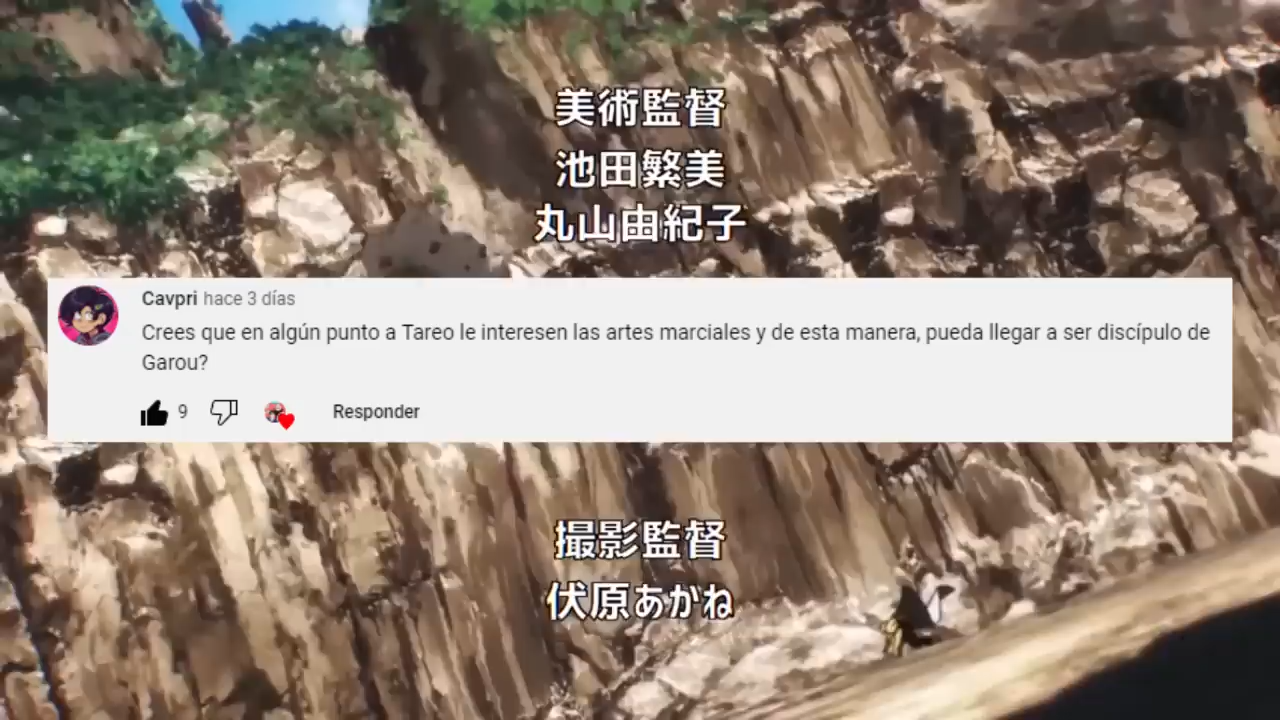 美術監督
池田繁美
丸山由紀子
Cavpri hace 3 días
Crees que en algún punto a Tareo le interesen las artes marciales y de esta manera, pueda llegar a ser discípulo de
Garou?
9
Responder
撮影監督
伏原あかね